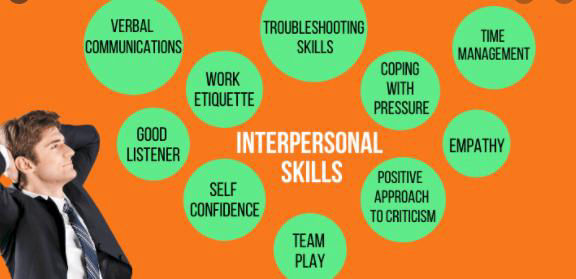 VERBAL
COMMUNICATIONS
TROUBLESHOOTING
SKILLS
TIME
MANAGEMENT
WORK
ETIQUETTE
COPING
WITH
PRESSURE
GOOD
LISTENER
INTERPERSONAL
SKILLS
EMPATHY
SELF
CONFIDENCE
POSITIVE
APPROACH
TO CRITICISM
TEAM
PLAY